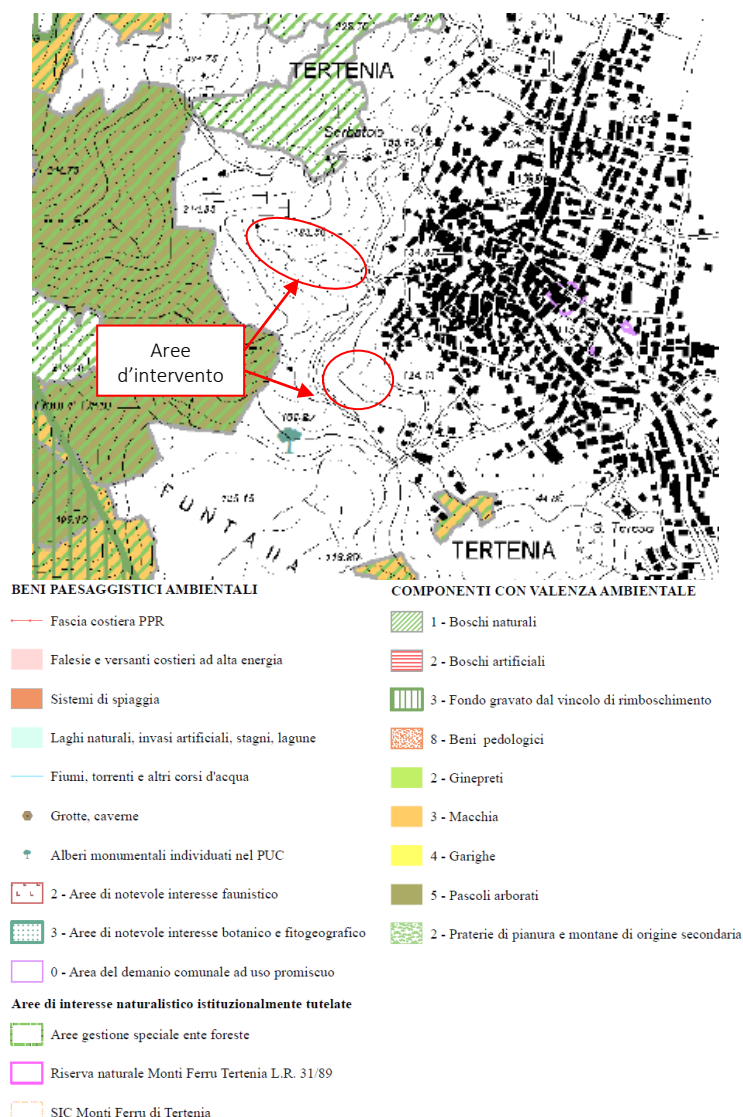 TERTENIA
Serbatoio
Aree
d'intervento
FUNTANA
S. Teresa
TERTENIA
BENI PAESAGGISTICI AMBIENTALI
Fascia costiera PPR
Falesie e versanti costieri ad alta energia
Sistemi di spiaggia
Laghi naturali, invasi artificiali, stagni, lagune
Fiumi, torrenti e altri corsi d'acqua
Grotte, caverne
Alberi monumentali individuati nel PUC
2 - Aree di notevole interesse faunistico
3 - Aree di notevole interesse botanico e fitogeografico
0 - Area del demanio comunale ad uso promiscuo
Aree di interesse naturalistico istituzionalmente tutelate
Aree gestione speciale ente foreste
Riserva naturale Monti Ferru Tertenia L.R. 31/89
SIC Monti Ferru di Tertenia
COMPONENTI CON VALENZA AMBIENTALE
1 - Boschi naturali
2 - Boschi artificiali
3 - Fondo gravato dal vincolo di rimboschimento
8 - Beni pedologici
2 - Ginepreti
3 - Macchia
4 - Garighe
5 - Pascoli arborati
2 - Praterie di pianura e montane di origine secondaria